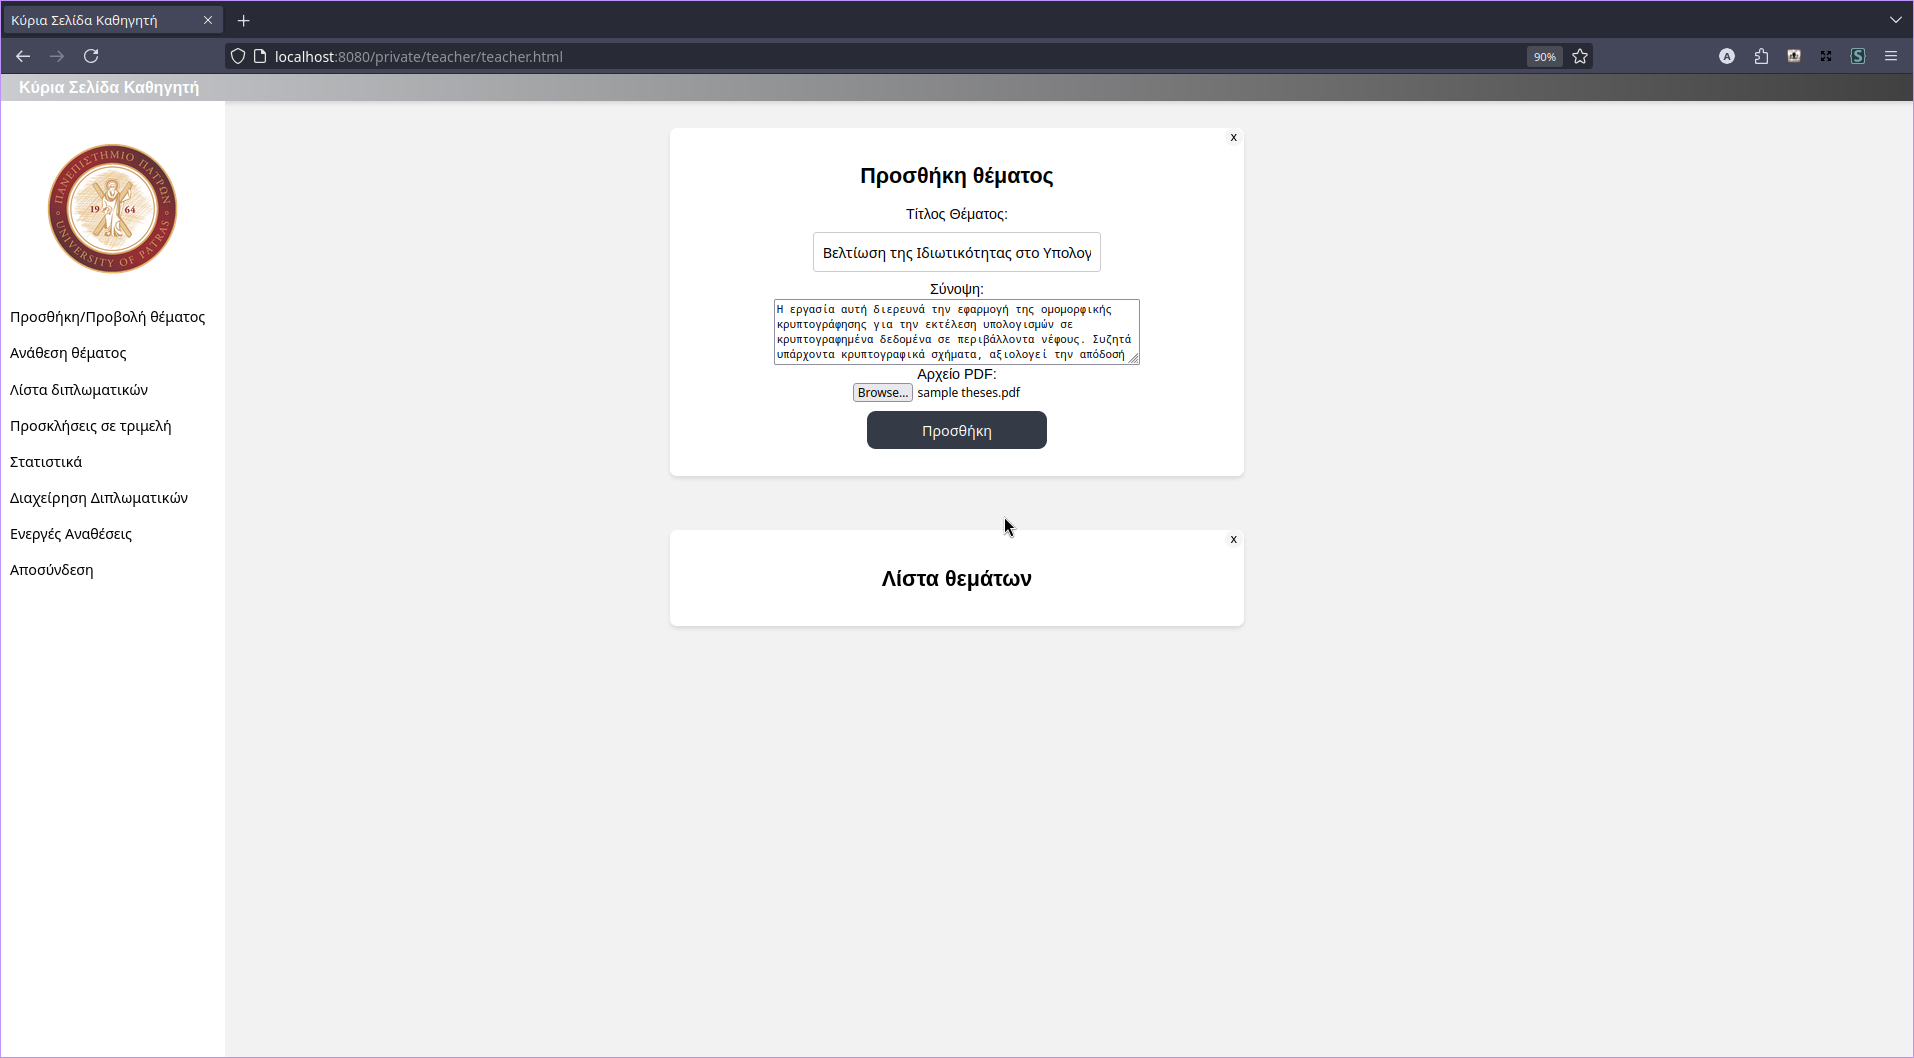 Κύρια Σελίδα Καθηγητή
localhost:8080/private/teacher/teacher.html
90%
A
S
Κύρια Σελίδα Καθηγητή
ΠΑΝΕΠΙΣΤΗΜΙΟ ΠΑΤΡΩΝ
19 64
UNIVERSITY OF PATRAS
Προσθήκη/Προβολή θέματος
Ανάθεση θέματος
Λίστα διπλωματικών
Προσκλήσεις σε τριμελή
Στατιστικά
Διαχείρηση Διπλωματικών
Ενεργές Αναθέσεις
Αποσύνδεση
x
Προσθήκη θέματος
Τίτλος Θέματος:
Βελτίωση της Ιδιωτικότητας στο Υπολογ
Σύνοψη:
Η εργασία αυτή διερευνά την εφαρμογή της ομομορφικής
κρυπτογράφησης για την εκτέλεση υπολογισμών σε
κρυπτογραφημένα δεδομένα σε περιβάλλοντα νέφους. Συζητά
υπάρχοντα κρυπτογραφικά σχήματα, αξιολογεί την απόδοσή
Αρχείο PDF:
Browse... sample theses.pdf
Προσθήκη
x
Λίστα θεμάτων